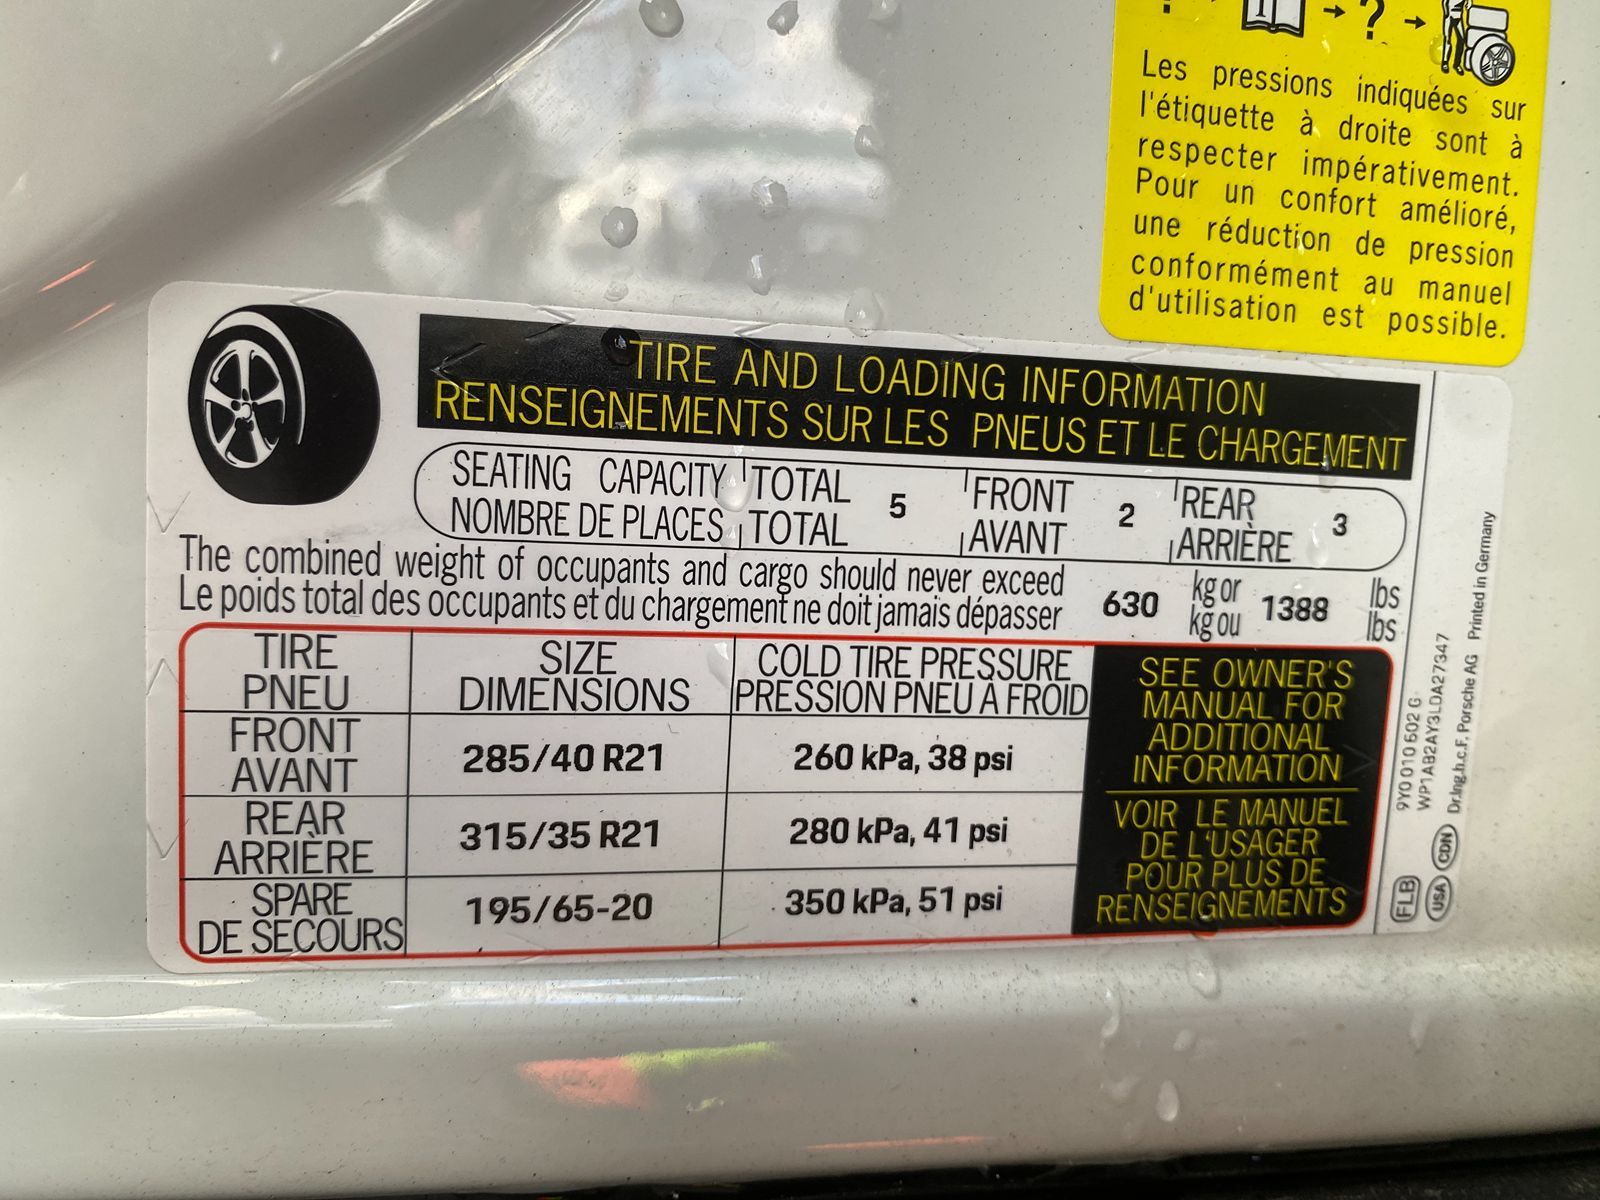 ? → i → ? →
Les pressions indiquées sur
l'étiquette à droite sont à
respecter impérativement.
Pour un confort amélioré,
une réduction de pression
conformément au manuel
d'utilisation est possible.
TIRE AND LOADING INFORMATION
RENSEIGNEMENTS SUR LES PNEUS ET LE CHARGEMENT
SEATING CAPACITY TOTAL 5 FRONT 2 REAR 3
NOMBRE DE PLACES TOTAL AVANT ARRIÈRE
The combined weight of occupants and cargo should never exceed 630 kg or 1388 lbs
Le poids total des occupants et du chargement ne doit jamais dépasser kg ou lbs
TIRE SIZE COLD TIRE PRESSURE
PNEU DIMENSIONS PRESSION PNEU A FROID
FRONT
AVANT 285/40 R21 260 kPa, 38 psi
REAR
ARRIÈRE 315/35 R21 280 kPa, 41 psi
SPARE
DE SECOURS 195/65-20 350 kPa, 51 psi
SEE OWNER'S
MANUAL FOR
ADDITIONAL
INFORMATION
VOIR LE MANUEL
DE L'USAGER
POUR PLUS DE
RENSEIGNEMENTS
9Y0 010 502 G
WP1AB2AY3LDA27347
Dr.Ing.h.c.F. Porsche AG Printed in Germany
FLB
USA CDN